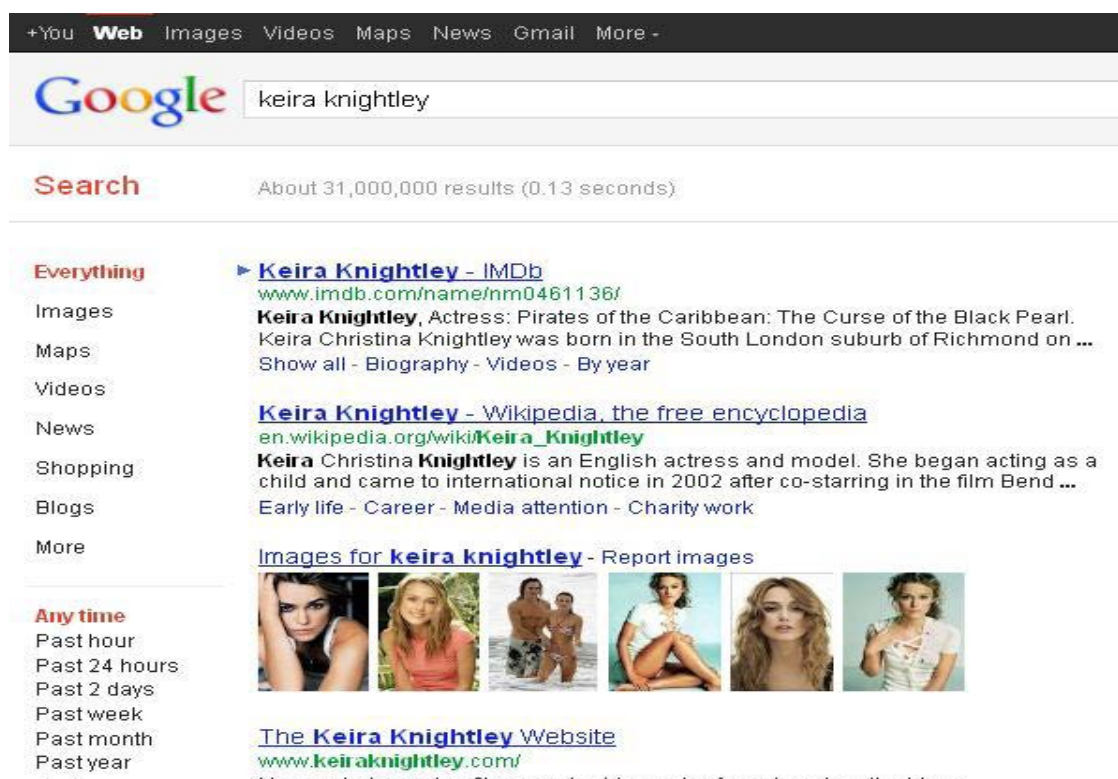 +You Web Images Videos Maps News Gmail More -
Google
keira knightley
Search
About 31,000,000 results (0.13 seconds)
Everything
Images
Maps
Videos
News
Shopping
Blogs
More
Any time
Past hour
Past 24 hours
Past 2 days
Past week
Past month
Past year
Keira Knightley - IMDb
www.imdb.com/name/nm0461136/
Keira Knightley, Actress: Pirates of the Caribbean: The Curse of the Black Pearl.
Keira Christina Knightley was born in the South London suburb of Richmond on ...
Show all - Biography - Videos - By year
Keira Knightley - Wikipedia, the free encyclopedia
en.wikipedia.org/wiki/Keira_Knightley
Keira Christina Knightley is an English actress and model. She began acting as a
child and came to international notice in 2002 after co-starring in the film Bend ...
Early life - Career - Media attention - Charity work
Images for keira knightley - Report images
The Keira Knightley Website
www.keiraknightley.com/